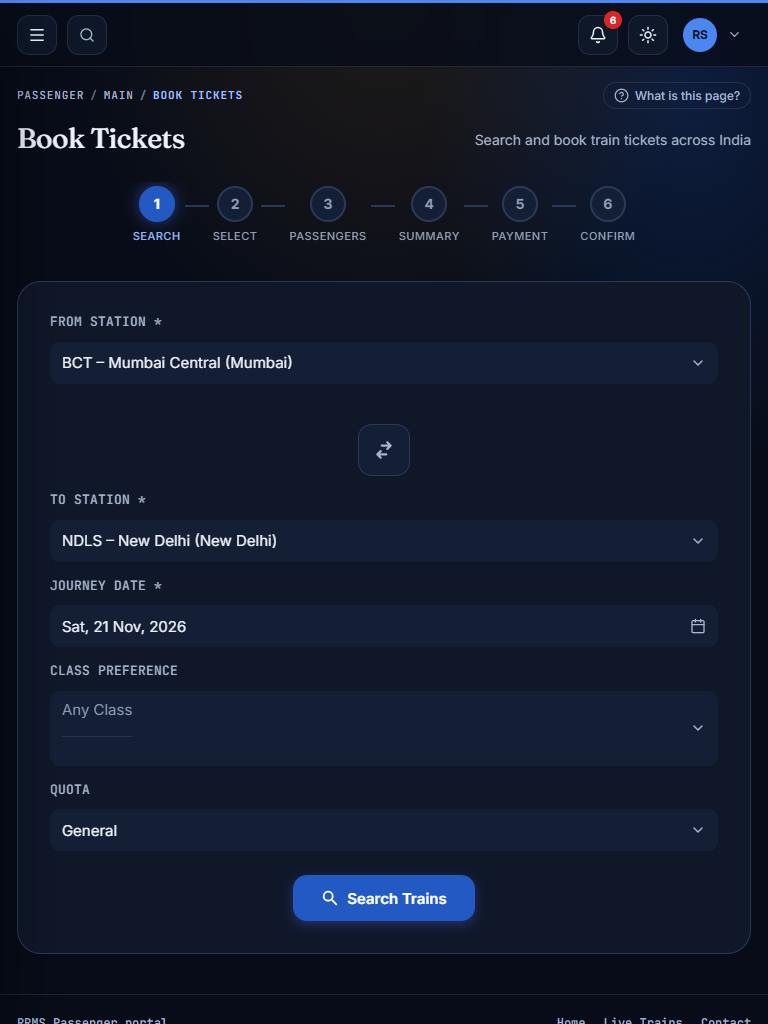 6
RS
PASSENGER / MAIN / BOOK TICKETS
What is this page?
Book Tickets
Search and book train tickets across India
1 2 3 4 5 6
SEARCH SELECT PASSENGERS SUMMARY PAYMENT CONFIRM
FROM STATION *
BCT – Mumbai Central (Mumbai)
TO STATION *
NDLS – New Delhi (New Delhi)
JOURNEY DATE *
Sat, 21 Nov, 2026
CLASS PREFERENCE
Any Class
QUOTA
General
Search Trains
PRMS Passenger portal
Home Live Trains Contact